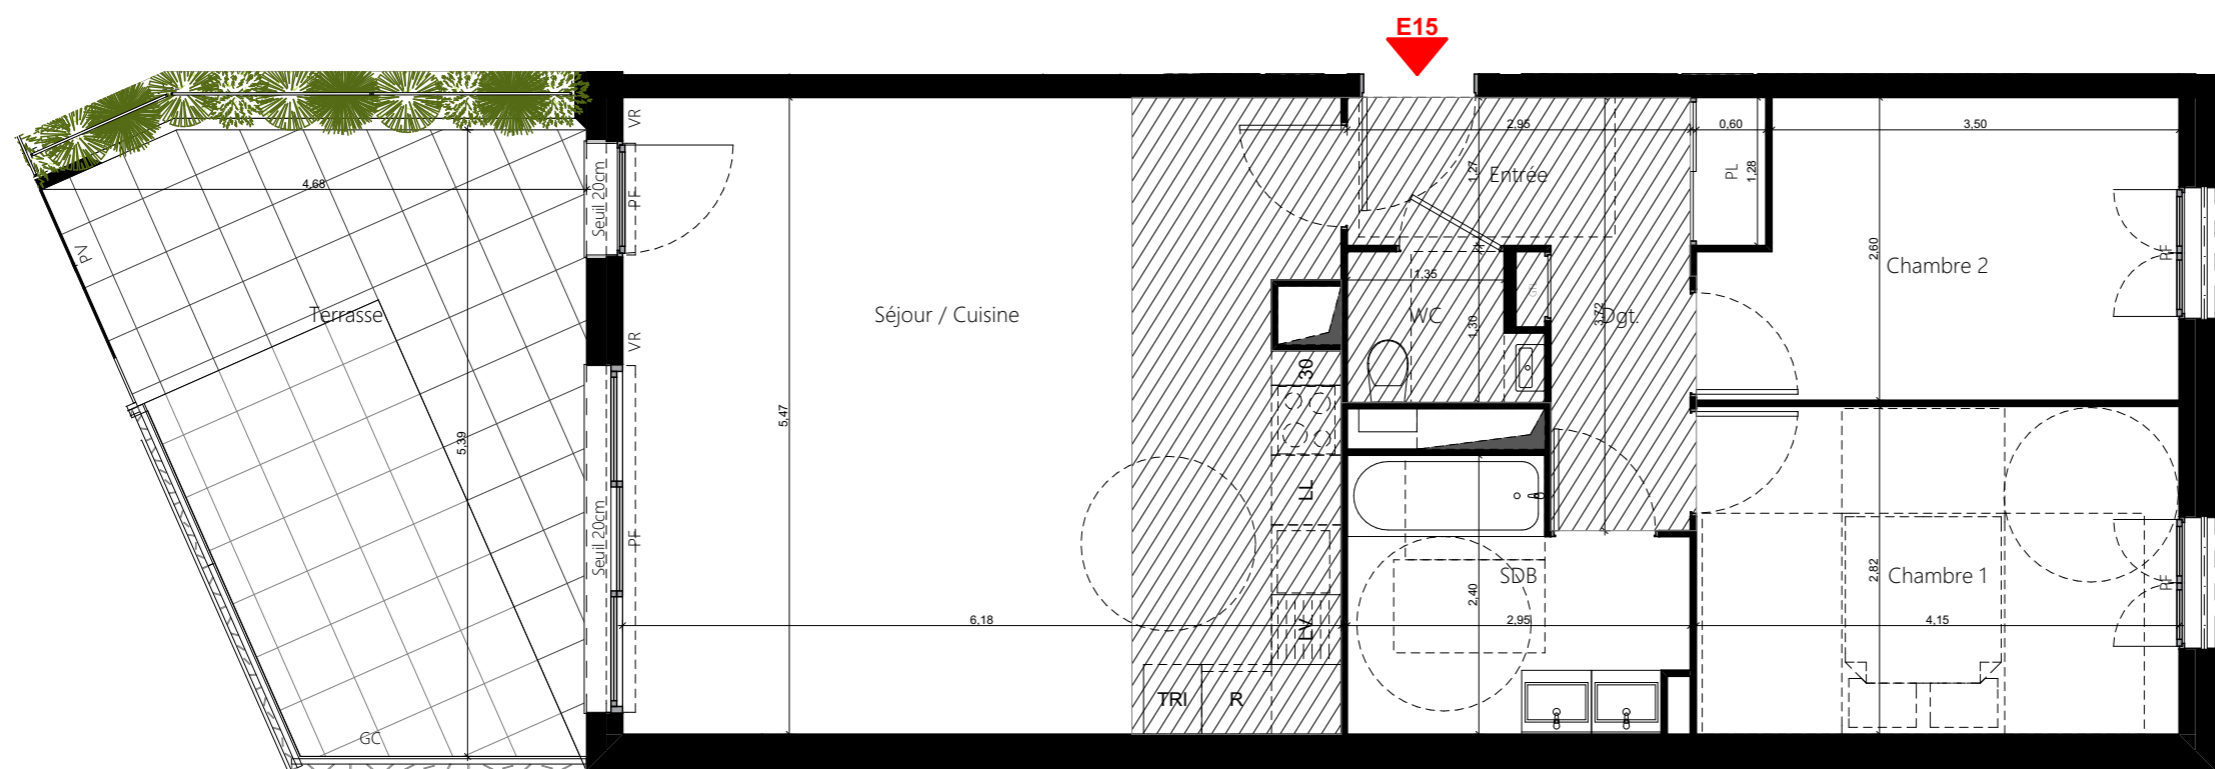 E15
VR
2,95
0,60
3,50
4,68
Seuil 20cm
PF
1,27
Entrée
PL
1,28
PV
2,60
Chambre 2
PF
1,35
Terrasse
Séjour / Cuisine
WC
1,30
3,72
Dgt.
VR
30
5,47
5,39
LL
Seuil 20cm
PF
SDB
2,40
2,82
Chambre 1
PF
6,18
LV
2,95
4,15
TRI
R
GC